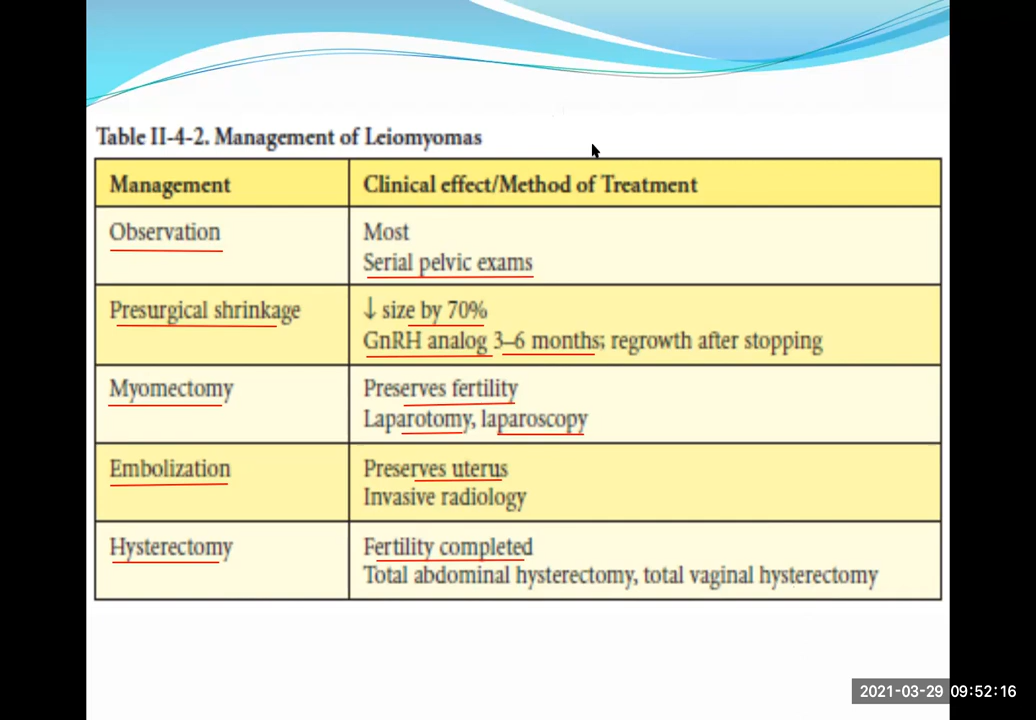 Table II-4-2. Management of Leiomyomas
Management
Clinical effect/Method of Treatment
Observation
Most
Serial pelvic exams
Presurgical shrinkage
↓ size by 70%
GnRH analog 3–6 months; regrowth after stopping
Myomectomy
Preserves fertility
Laparotomy, laparoscopy
Embolization
Preserves uterus
Invasive radiology
Hysterectomy
Fertility completed
Total abdominal hysterectomy, total vaginal hysterectomy
2021-03-29 09:52:16